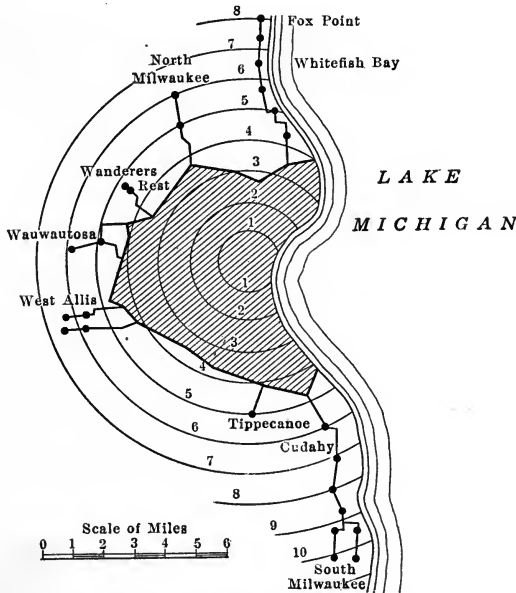 8
Fox Point
7
North
Milwaukee
6
Whitefish Bay
5
4
3
Wanderers
Rest
2
LAKE
1
MICHIGAN
Wauwautosa
1
West Allis
2
3
4
5
Tippecanoe
6
Cudahy
7
8
Scale of Miles
0 1 2 3 4 5 6
9
10
South
Milwaukee